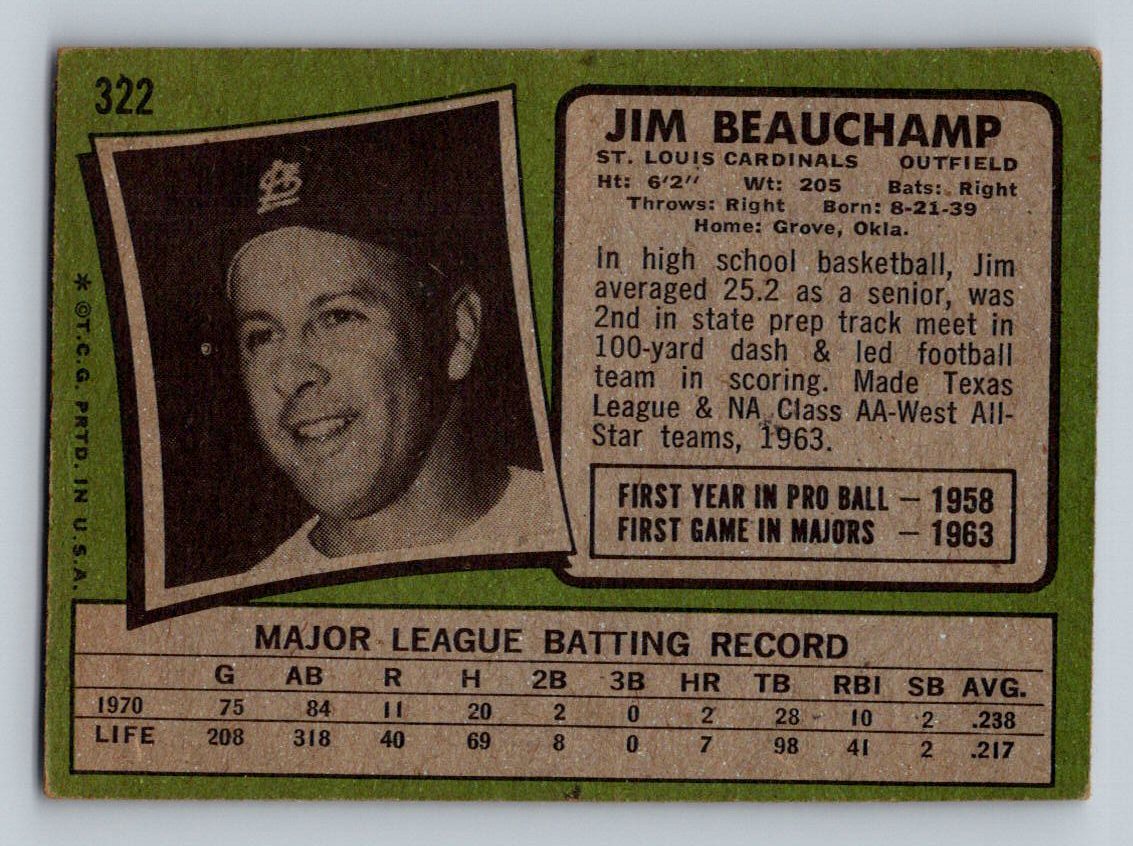 322
JIM BEAUCHAMP
ST. LOUIS CARDINALS OUTFIELD
Ht: 6'2" Wt: 205 Bats: Right
Throws: Right Born: 8-21-39
Home: Grove, Okla.
In high school basketball, Jim
averaged 25.2 as a senior, was
2nd in state prep track meet in
100-yard dash & led football
team in scoring. Made Texas
League & NA Class AA-West All-
Star teams, 1963.
FIRST YEAR IN PRO BALL – 1958
FIRST GAME IN MAJORS – 1963
StL
* ©T.C.G. PRTD. IN U.S.A.
MAJOR LEAGUE BATTING RECORD
G AB R H 2B 3B HR TB RBI SB AVG.
1970 75 84 11 20 2 0 2 28 10 2 .238
LIFE 208 318 40 69 8 0 7 98 41 2 .217